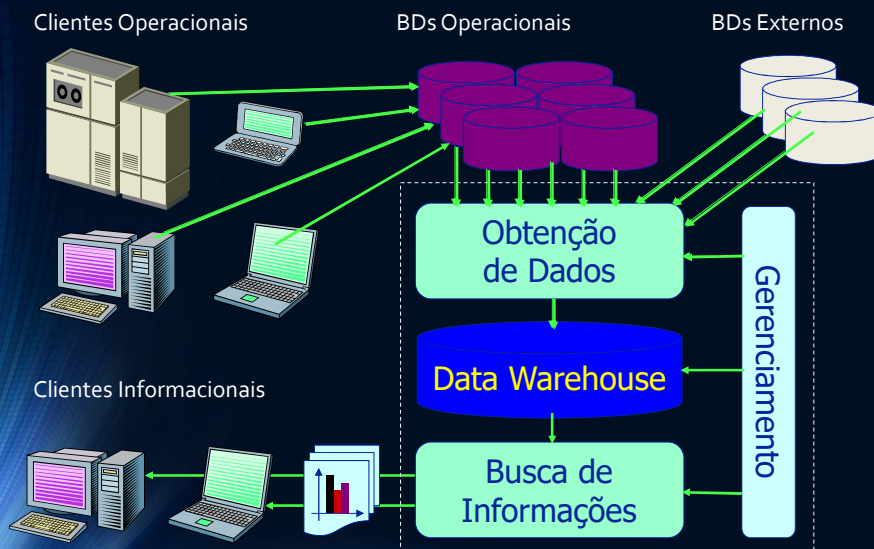 Clientes Operacionais
BDs Operacionais
BDs Externos
Obtenção
de Dados
Gerenciamento
Data Warehouse
Clientes Informacionais
Busca de
Informações